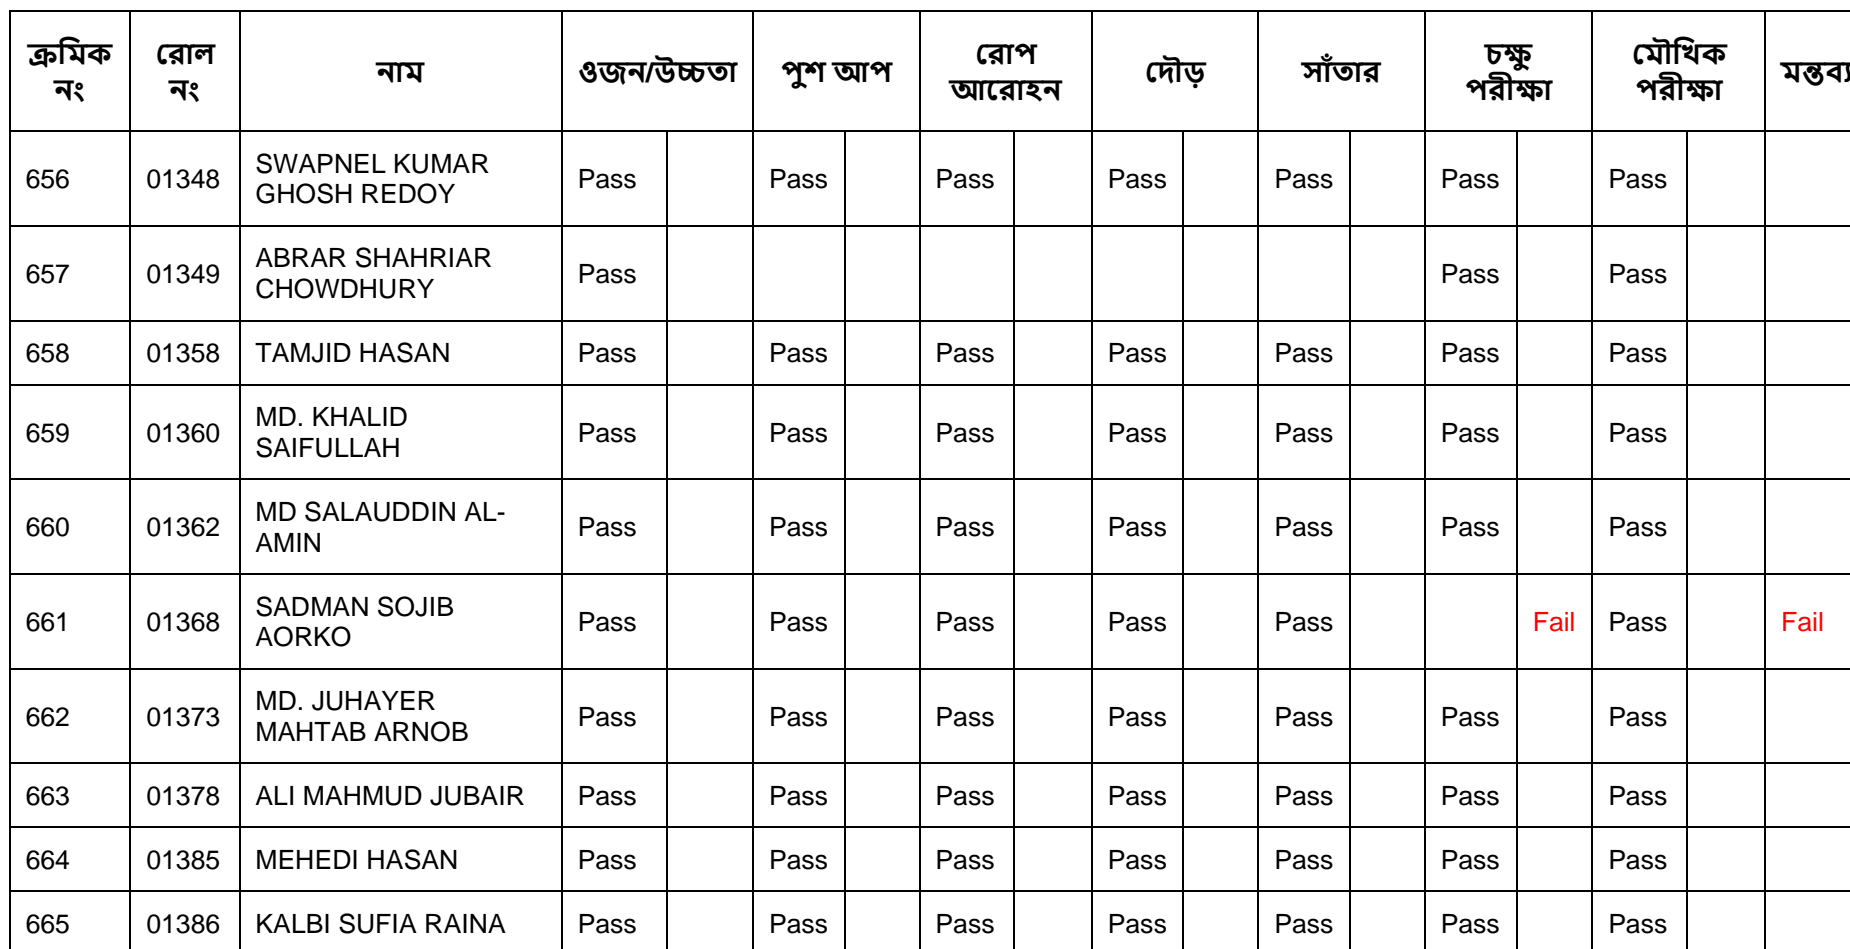 ক্রমিক নং রোল নং নাম ওজন/উচ্চতা পুশ আপ রোপ আরোহন দৌড় সাঁতার চক্ষু পরীক্ষা মৌখিক পরীক্ষা মন্তব্য
656 01348 SWAPNEL KUMAR GHOSH REDOY Pass Pass Pass Pass Pass Pass Pass
657 01349 ABRAR SHAHRIAR CHOWDHURY Pass Pass Pass
658 01358 TAMJID HASAN Pass Pass Pass Pass Pass Pass Pass
659 01360 MD. KHALID SAIFULLAH Pass Pass Pass Pass Pass Pass Pass
660 01362 MD SALAUDDIN AL-AMIN Pass Pass Pass Pass Pass Pass Pass
661 01368 SADMAN SOJIB AORKO Pass Pass Pass Pass Pass Fail Pass Fail
662 01373 MD. JUHAYER MAHTAB ARNOB Pass Pass Pass Pass Pass Pass Pass
663 01378 ALI MAHMUD JUBAIR Pass Pass Pass Pass Pass Pass Pass
664 01385 MEHEDI HASAN Pass Pass Pass Pass Pass Pass Pass
665 01386 KALBI SUFIA RAINA Pass Pass Pass Pass Pass Pass Pass